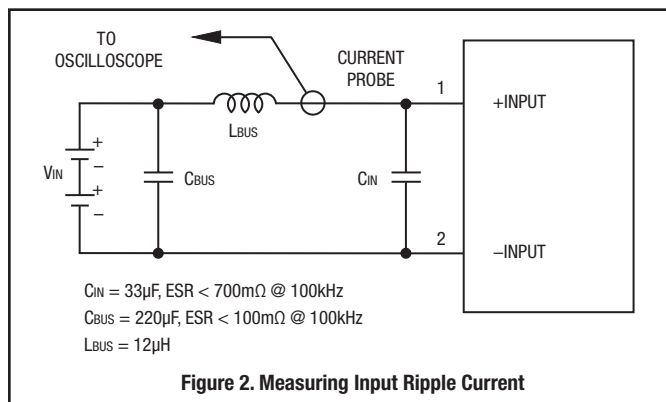 TO
OSCILLOSCOPE
CURRENT
PROBE
LBUS
1
+INPUT
+
−
VIN
+
−
CBUS
CIN
2
−INPUT
CIN = 33µF, ESR < 700mΩ @ 100kHz
CBUS = 220µF, ESR < 100mΩ @ 100kHz
LBUS = 12µH
Figure 2. Measuring Input Ripple Current